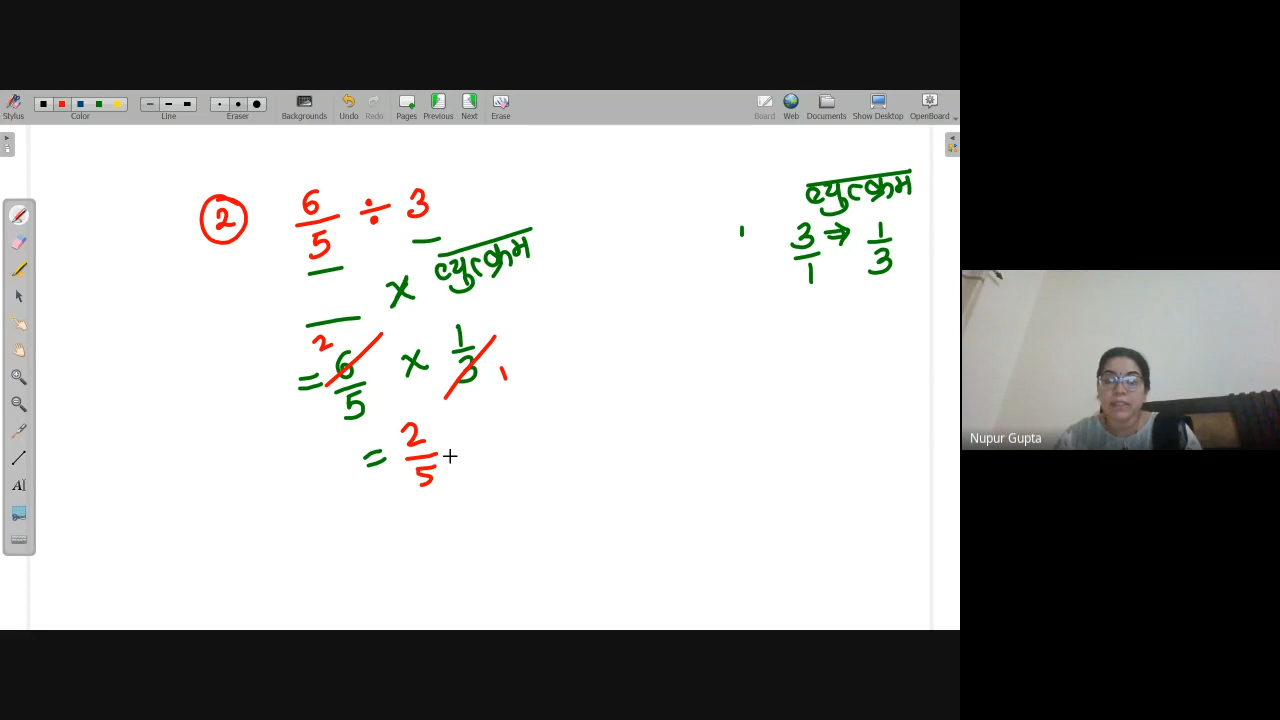 Stylus
Color
Line
Eraser
Backgrounds
Undo
Redo
Pages
Previous
Next
Erase
Board
Web
Documents
Show Desktop
OpenBoard
② 6/5 ÷ 3
× व्युत्क्रम
= 6/5 × 1/3
2 1
= 2/5
व्युत्क्रम
3/1 ⇒ 1/3
Nupur Gupta